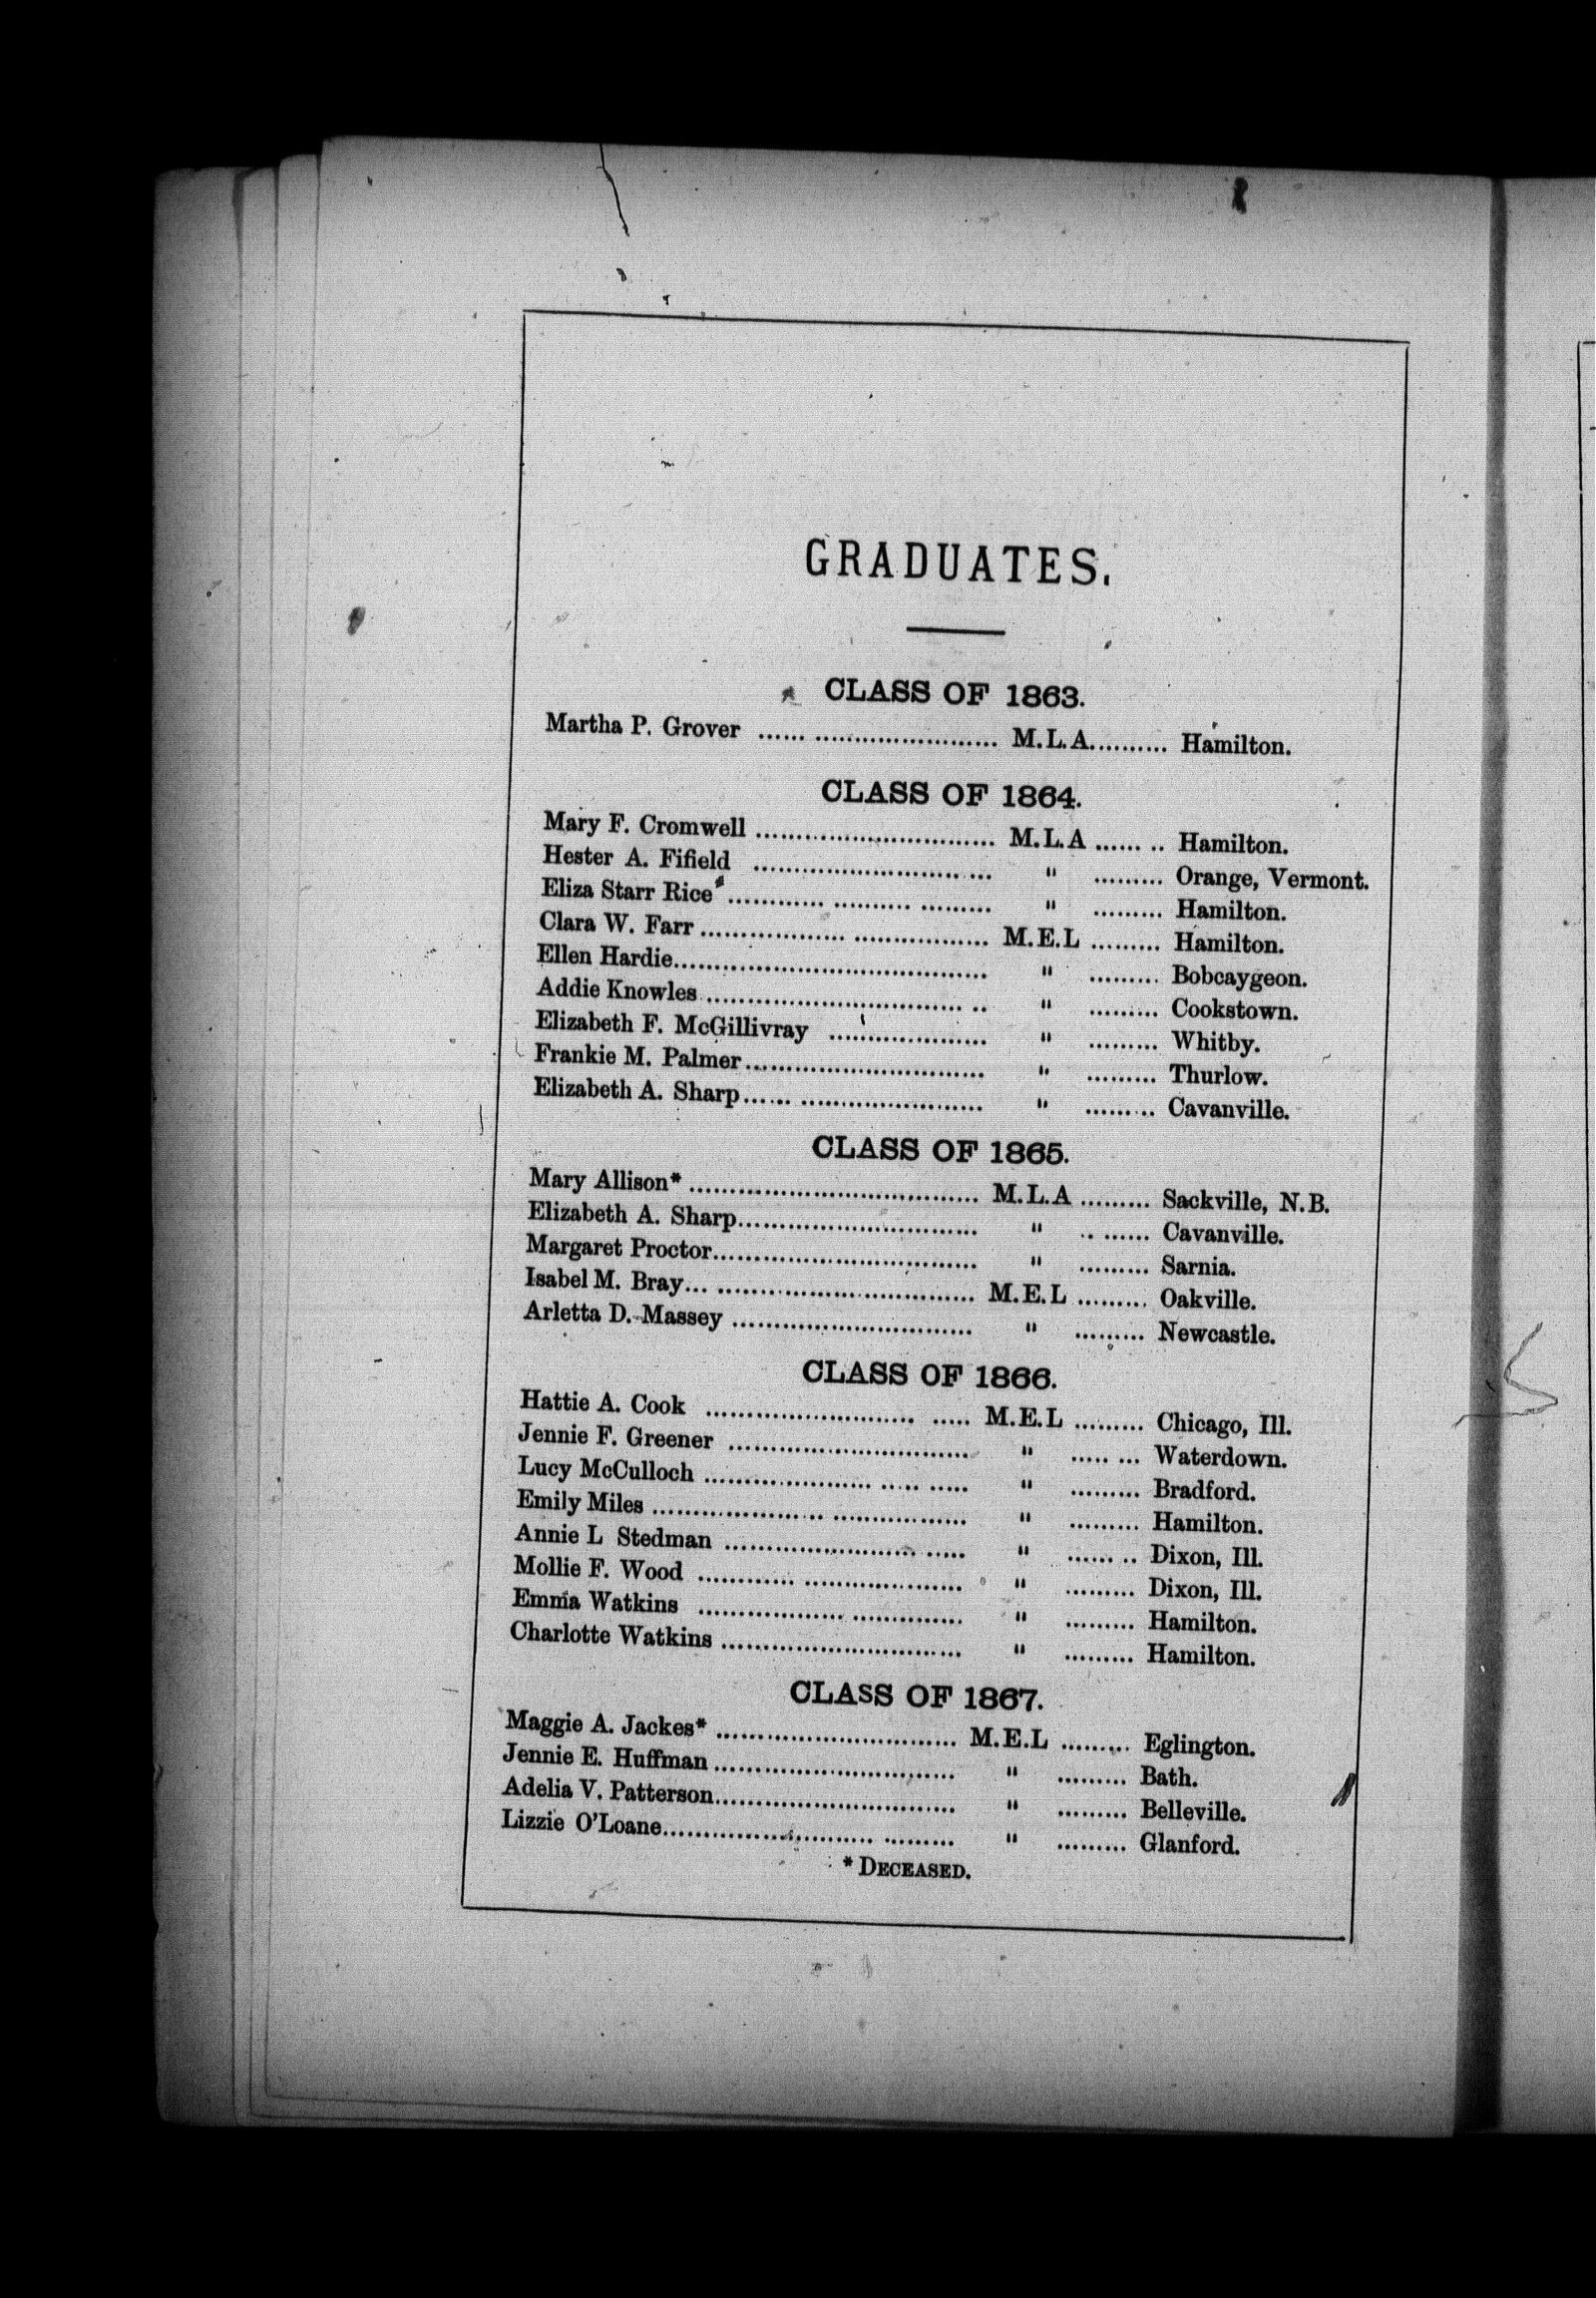 GRADUATES.
CLASS OF 1863.
Martha P. Grover ........ M.L.A. ........ Hamilton.
CLASS OF 1864.
Mary F. Cromwell ........ M.L.A ........ Hamilton.
Hester A. Fifield ........ " ........ Orange, Vermont.
Eliza Starr Rice* ........ " ........ Hamilton.
Clara W. Farr ........ M.E.L ........ Hamilton.
Ellen Hardie ........ " ........ Bobcaygeon.
Addie Knowles ........ " ........ Cookstown.
Elizabeth F. McGillivray ........ " ........ Whitby.
Frankie M. Palmer ........ " ........ Thurlow.
Elizabeth A. Sharp ........ " ........ Cavanville.
CLASS OF 1865.
Mary Allison* ........ M.L.A ........ Sackville, N.B.
Elizabeth A. Sharp ........ " ........ Cavanville.
Margaret Proctor ........ " ........ Sarnia.
Isabel M. Bray ........ M.E.L ........ Oakville.
Arletta D. Massey ........ " ........ Newcastle.
CLASS OF 1866.
Hattie A. Cook ........ M.E.L ........ Chicago, Ill.
Jennie F. Greener ........ " ........ Waterdown.
Lucy McCulloch ........ " ........ Bradford.
Emily Miles ........ " ........ Hamilton.
Annie L Stedman ........ " ........ Dixon, Ill.
Mollie F. Wood ........ " ........ Dixon, Ill.
Emma Watkins ........ " ........ Hamilton.
Charlotte Watkins ........ " ........ Hamilton.
CLASS OF 1867.
Maggie A. Jackes* ........ M.E.L ........ Eglington.
Jennie E. Huffman ........ " ........ Bath.
Adelia V. Patterson ........ " ........ Belleville.
Lizzie O'Loane ........ " ........ Glanford.
* DECEASED.